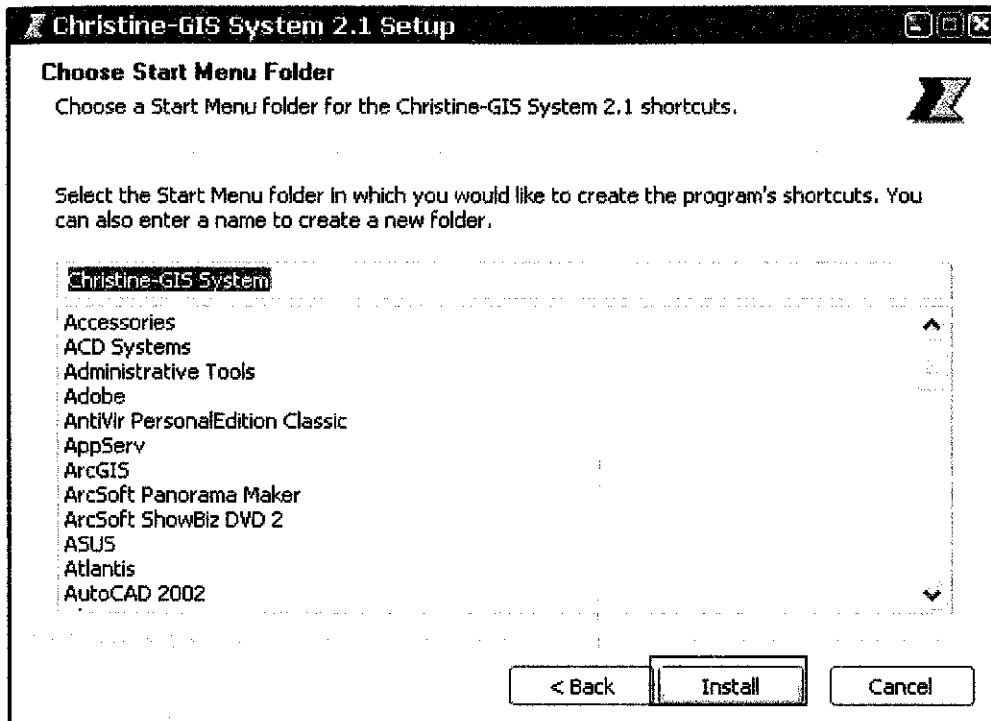 Christine-GIS System 2.1 Setup
Choose Start Menu Folder
Choose a Start Menu folder for the Christine-GIS System 2.1 shortcuts.
Select the Start Menu folder in which you would like to create the program's shortcuts. You
can also enter a name to create a new folder.
Christine-GIS System
Accessories
ACD Systems
Administrative Tools
Adobe
AntiVir PersonalEdition Classic
AppServ
ArcGIS
ArcSoft Panorama Maker
ArcSoft ShowBiz DVD 2
ASUS
Atlantis
AutoCAD 2002
< Back Install Cancel